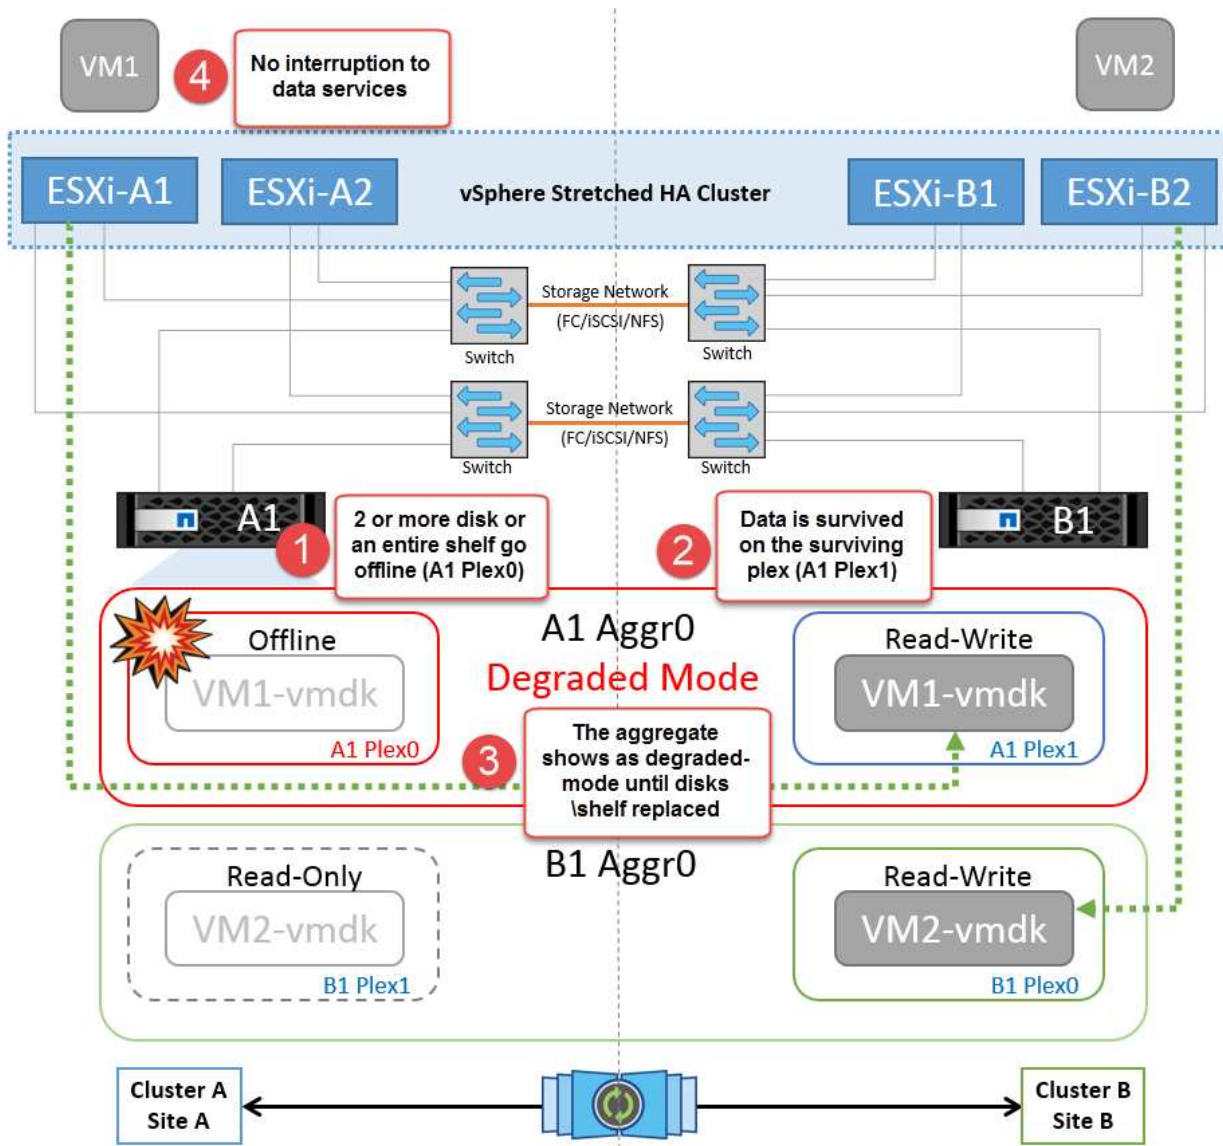 VM1
4
No interruption to
data services
VM2
ESXi-A1
ESXi-A2
vSphere Stretched HA Cluster
ESXi-B1
ESXi-B2
Storage Network
(FC/iSCSI/NFS)
Switch
Switch
Storage Network
(FC/iSCSI/NFS)
Switch
Switch
A1
1
2 or more disk or
an entire shelf go
offline (A1 Plex0)
2
Data is survived
on the surviving
plex (A1 Plex1)
B1
A1 Aggr0
Degraded Mode
Offline
VM1-vmdk
A1 Plex0
Read-Write
VM1-vmdk
A1 Plex1
3
The aggregate
shows as degraded-
mode until disks
\shelf replaced
B1 Aggr0
Read-Only
VM2-vmdk
B1 Plex1
Read-Write
VM2-vmdk
B1 Plex0
Cluster A
Site A
Cluster B
Site B